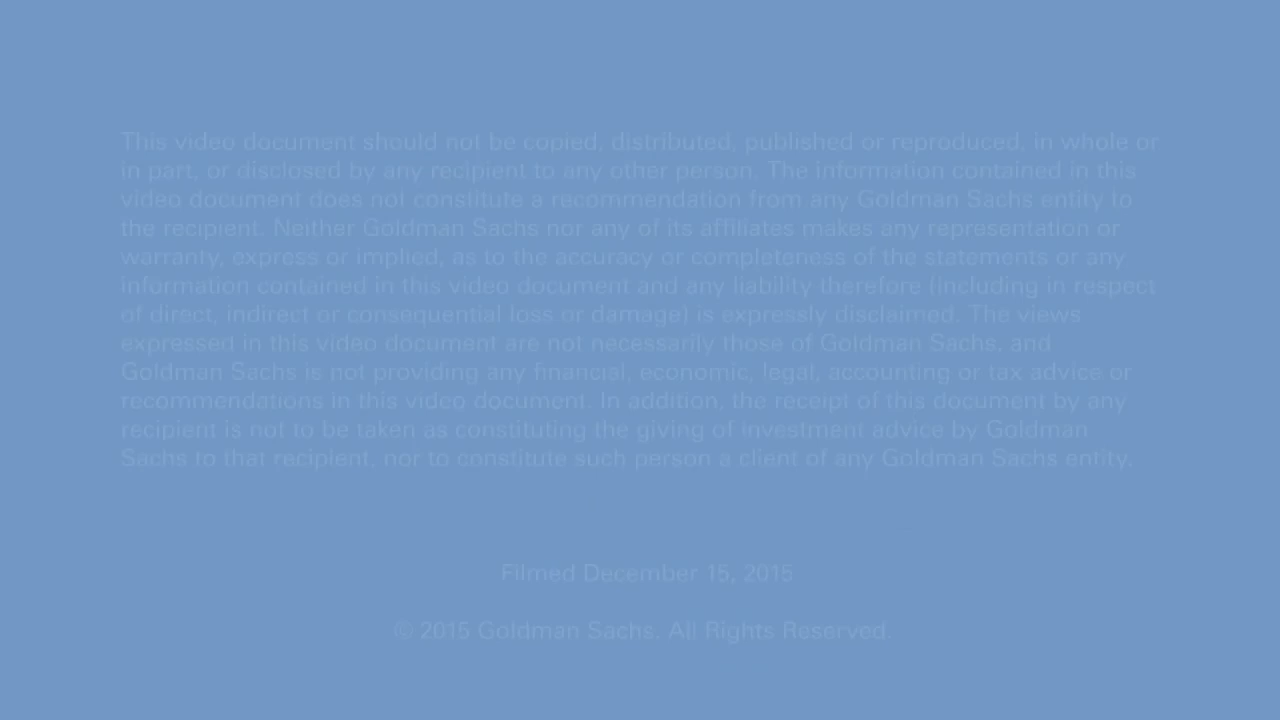 This video document should not be copied, distributed, published or reproduced, in whole or
in part, or disclosed by any recipient to any other person. The information contained in this
video document does not constitute a recommendation from any Goldman Sachs entity to
the recipient. Neither Goldman Sachs nor any of its affiliates makes any representation or
warranty, express or implied, as to the accuracy or completeness of the statements or any
information contained in this video document and any liability therefore (including in respect
of direct, indirect or consequential loss or damage) is expressly disclaimed. The views
expressed in this video document are not necessarily those of Goldman Sachs, and
Goldman Sachs is not providing any financial, economic, legal, accounting or tax advice or
recommendations in this video document. In addition, the receipt of this document by any
recipient is not to be taken as constituting the giving of investment advice by Goldman
Sachs to that recipient, nor to constitute such person a client of any Goldman Sachs entity.
Filmed December 15, 2015
© 2015 Goldman Sachs. All Rights Reserved.